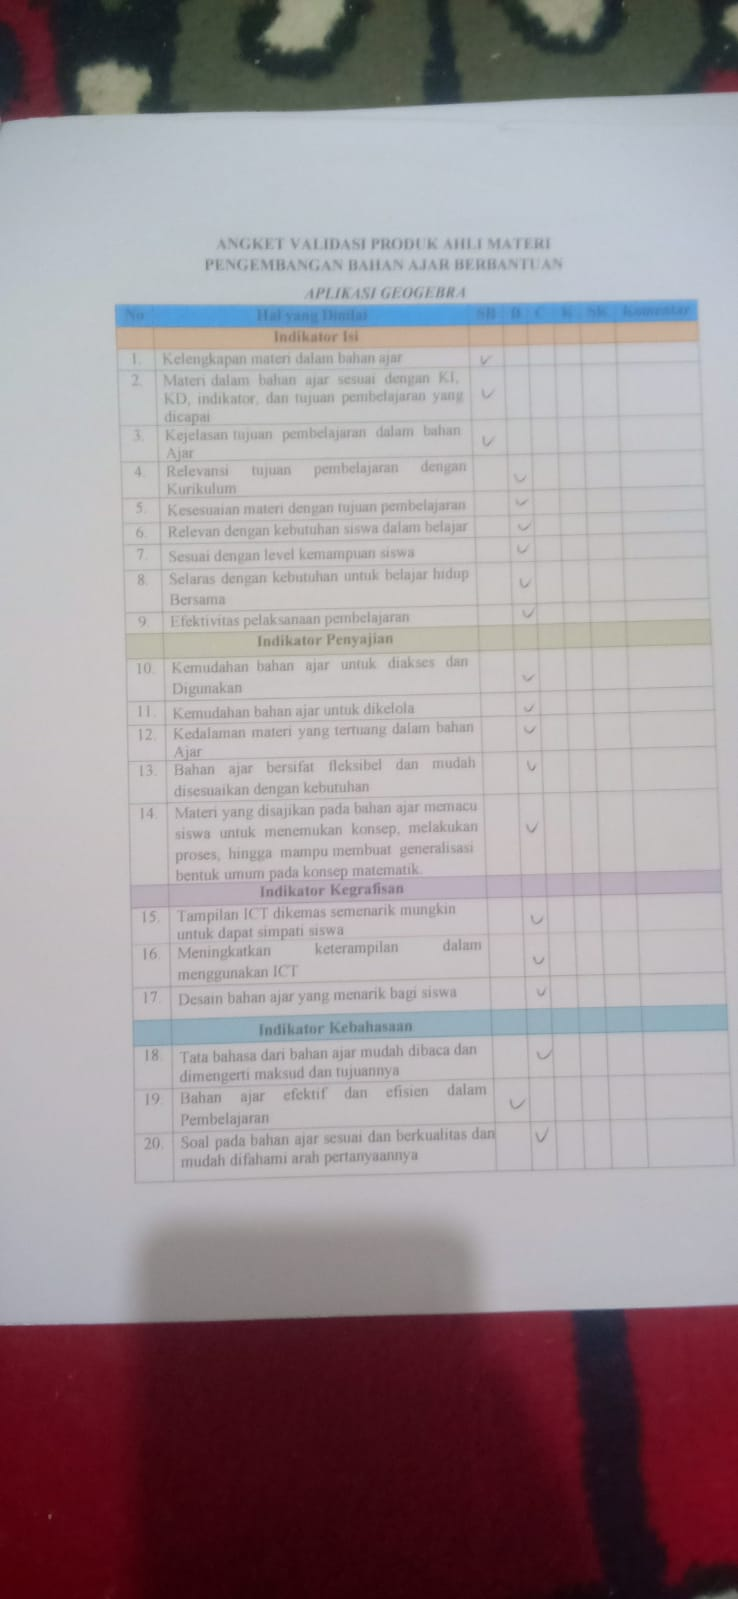 ANGKET VALIDASI PRODUK AHLI MATERI
PENGEMBANGAN BAHAN AJAR BERBANTUAN
APLIKASI GEOGEBRA
No Hal yang Dinilai SB B C K SK Komentar
Indikator Isi
1. Kelengkapan materi dalam bahan ajar
2. Materi dalam bahan ajar sesuai dengan KI,
KD, indikator, dan tujuan pembelajaran yang
dicapai
3. Kejelasan tujuan pembelajaran dalam bahan
Ajar
4. Relevansi tujuan pembelajaran dengan
Kurikulum
5. Kesesuaian materi dengan tujuan pembelajaran
6. Relevan dengan kebutuhan siswa dalam belajar
7. Sesuai dengan level kemampuan siswa
8. Selaras dengan kebutuhan untuk belajar hidup
Bersama
9. Efektivitas pelaksanaan pembelajaran
Indikator Penyajian
10. Kemudahan bahan ajar untuk diakses dan
Digunakan
11. Kemudahan bahan ajar untuk dikelola
12. Kedalaman materi yang tertuang dalam bahan
Ajar
13. Bahan ajar bersifat fleksibel dan mudah
disesuaikan dengan kebutuhan
14. Materi yang disajikan pada bahan ajar memacu
siswa untuk menemukan konsep, melakukan
proses, hingga mampu membuat generalisasi
bentuk umum pada konsep matematik.
Indikator Kegrafisan
15. Tampilan ICT dikemas semenarik mungkin
untuk dapat simpati siswa
16. Meningkatkan keterampilan dalam
menggunakan ICT
17. Desain bahan ajar yang menarik bagi siswa
Indikator Kebahasaan
18. Tata bahasa dari bahan ajar mudah dibaca dan
dimengerti maksud dan tujuannya
19. Bahan ajar efektif dan efisien dalam
Pembelajaran
20. Soal pada bahan ajar sesuai dan berkualitas dan
mudah difahami arah pertanyaannya